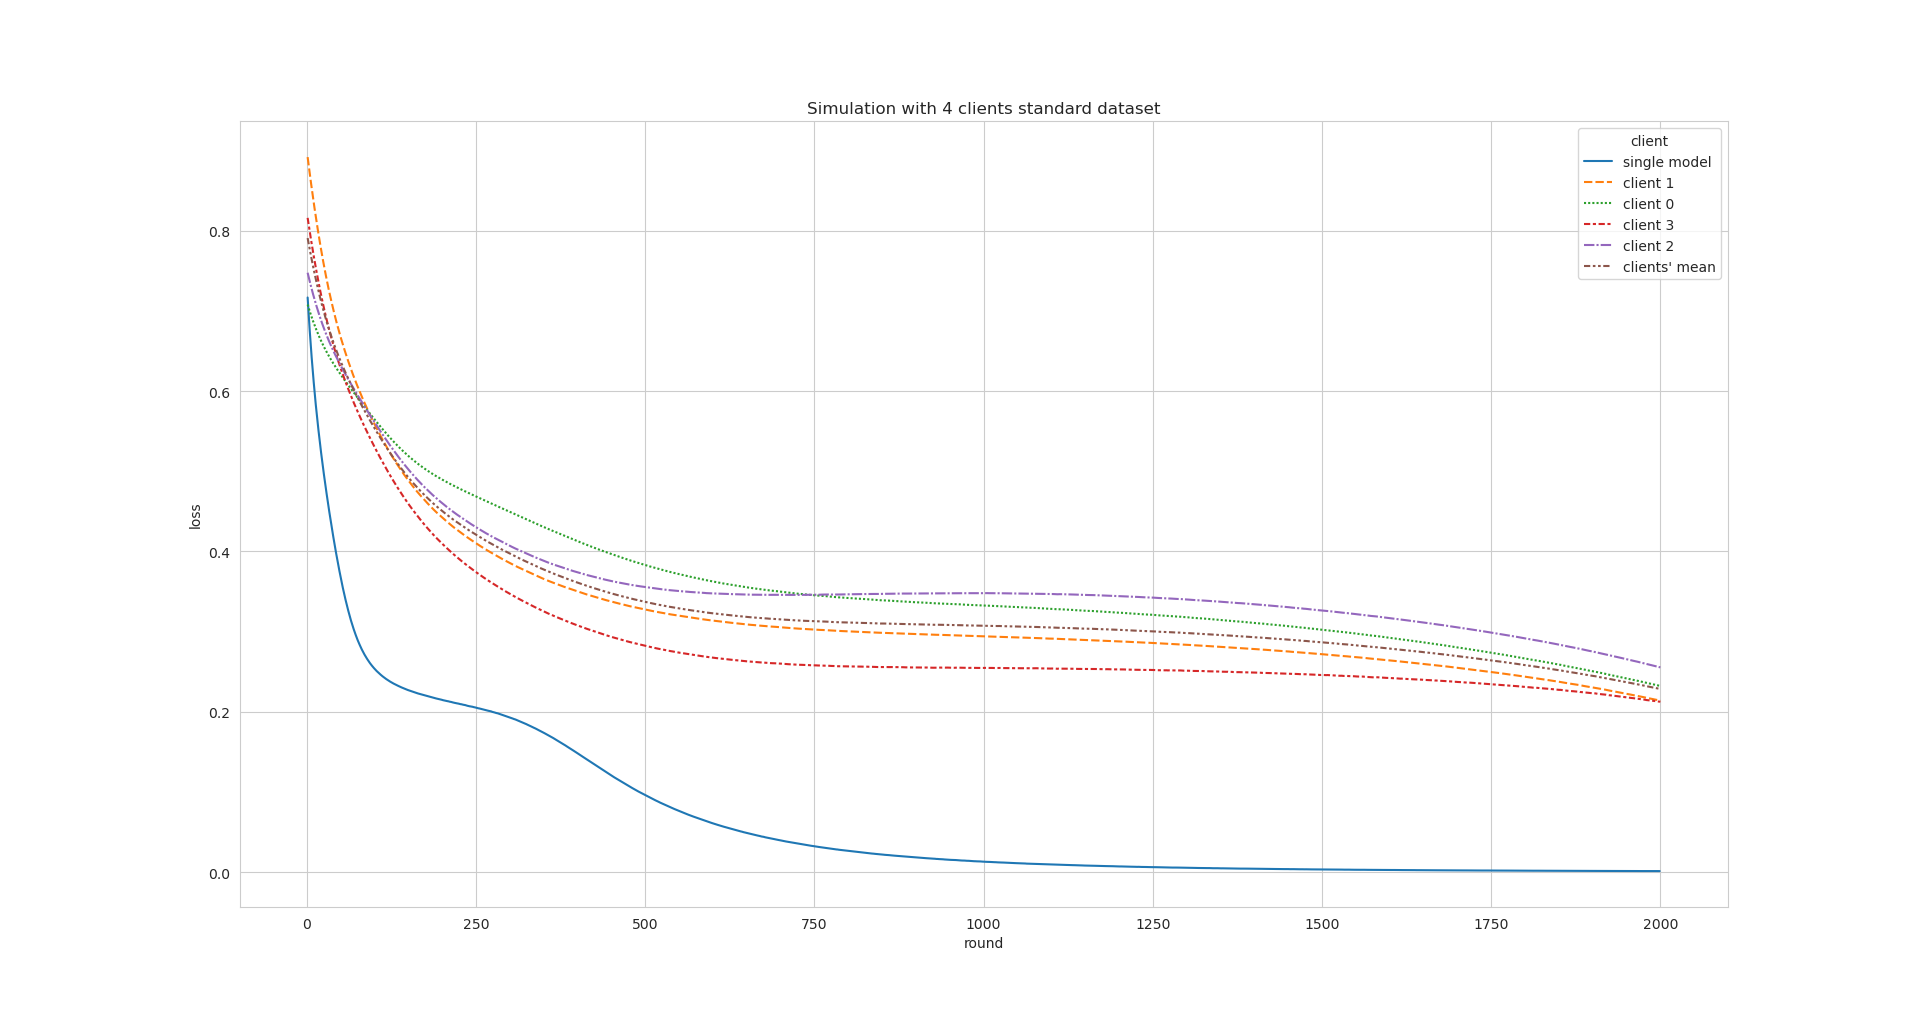 Simulation with 4 clients standard dataset
client
single model
client 1
client 0
client 3
client 2
clients' mean
loss
0.8
0.6
0.4
0.2
0.0
0 250 500 750 1000 1250 1500 1750 2000
round